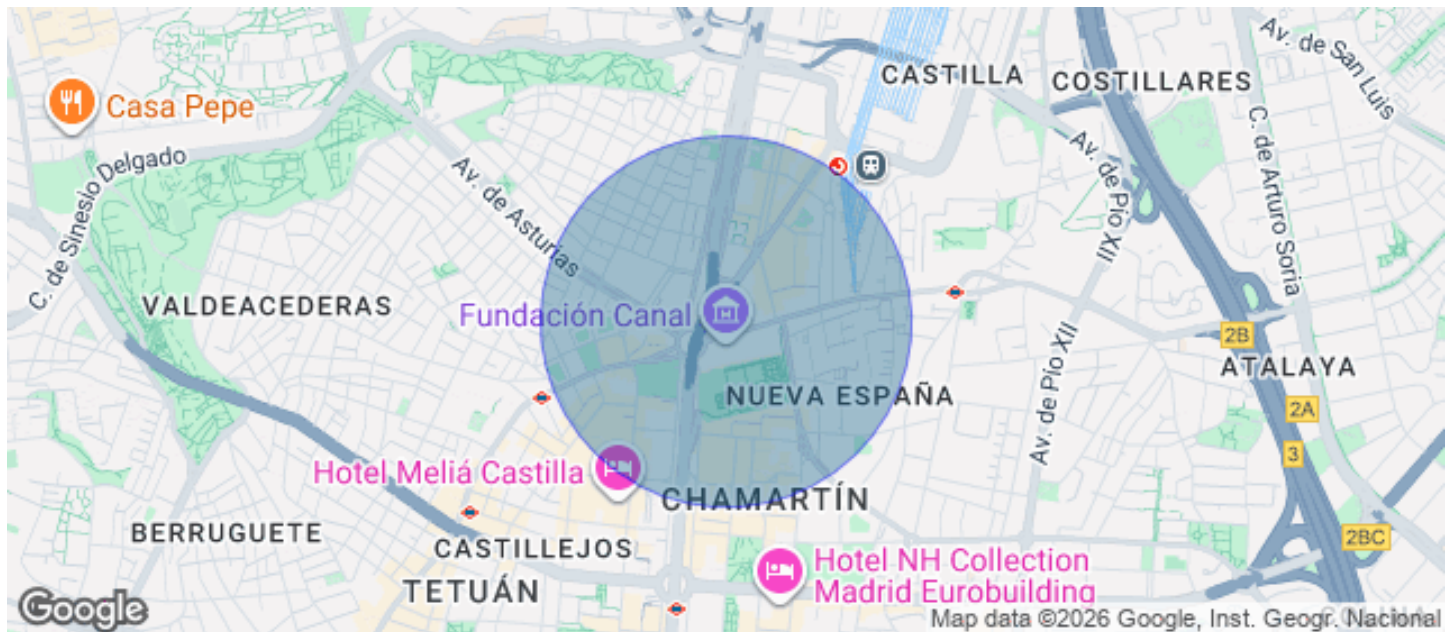 Av. de San Luis
CASTILLA
COSTILLARES
Casa Pepe
C. de Sinesio Delgado
Av. de Asturias
Av. de Pío XII
C. de Arturo Soria
VALDEACEDERAS
Fundación Canal
2B
ATALAYA
NUEVA ESPAÑA
Av. de Pío XII
2A
3
Hotel Meliá Castilla
CHAMARTÍN
BERRUGUETE
CASTILLEJOS
2BC
TETUÁN
Hotel NH Collection
Madrid Eurobuilding
Google
Map data ©2026 Google, Inst. Geogr. Nacional